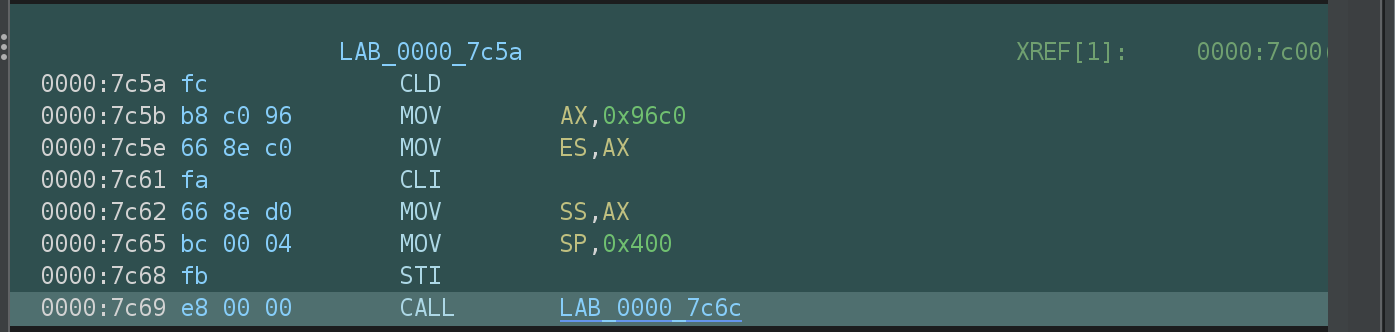 LAB_0000_7c5a XREF[1]: 0000:7c00(
0000:7c5a fc CLD
0000:7c5b b8 c0 96 MOV AX,0x96c0
0000:7c5e 66 8e c0 MOV ES,AX
0000:7c61 fa CLI
0000:7c62 66 8e d0 MOV SS,AX
0000:7c65 bc 00 04 MOV SP,0x400
0000:7c68 fb STI
0000:7c69 e8 00 00 CALL LAB_0000_7c6c